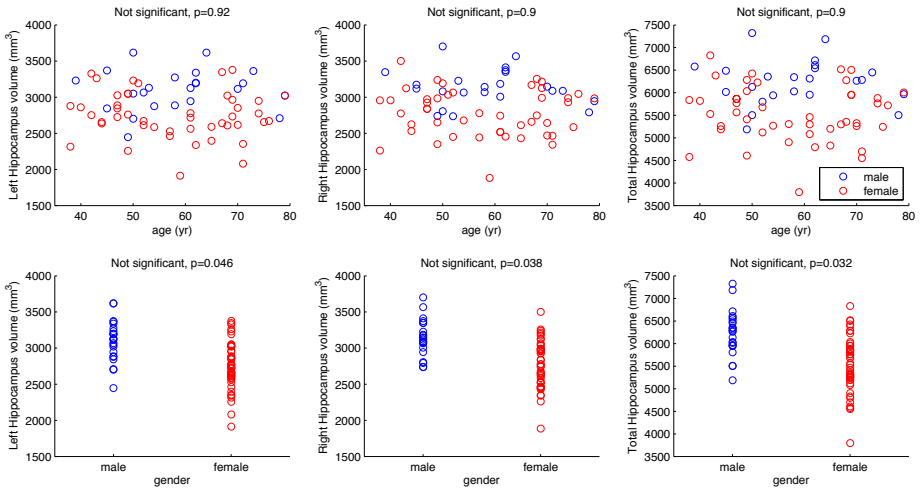 Not significant, p=0.92
Left Hippocampus volume (mm³)
4000
3500
3000
2500
2000
1500
40 50 60 70 80
age (yr)
Not significant, p=0.9
Right Hippocampus volume (mm³)
4000
3500
3000
2500
2000
1500
40 50 60 70 80
age (yr)
Not significant, p=0.9
Total Hippocampus volume (mm³)
7500
7000
6500
6000
5500
5000
4500
4000
3500
40 50 60 70 80
age (yr)
male
female
Not significant, p=0.046
Left Hippocampus volume (mm³)
4000
3500
3000
2500
2000
1500
male female
gender
Not significant, p=0.038
Right Hippocampus volume (mm³)
4000
3500
3000
2500
2000
1500
male female
gender
Not significant, p=0.032
Total Hippocampus volume (mm³)
7500
7000
6500
6000
5500
5000
4500
4000
3500
male female
gender